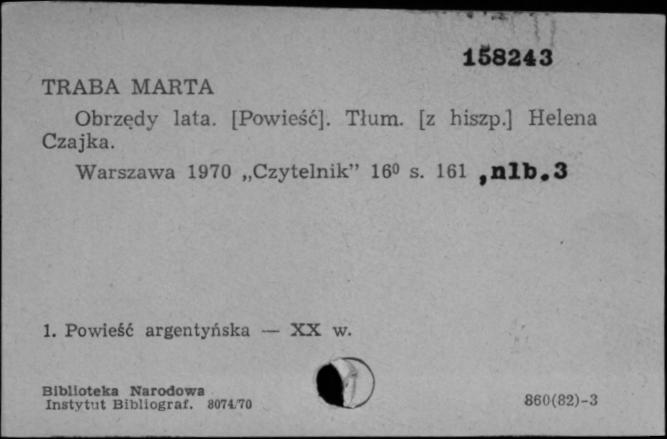 158243
TRABA MARTA
Obrzędy lata. [Powieść]. Tłum. [z hiszp.] Helena
Czajka.
Warszawa 1970 „Czytelnik” 16⁰ s. 161 ,nlb.3
1. Powieść argentyńska — XX w.
Biblioteka Narodowa
Instytut Bibliograf. 8074/70
860(82)-3